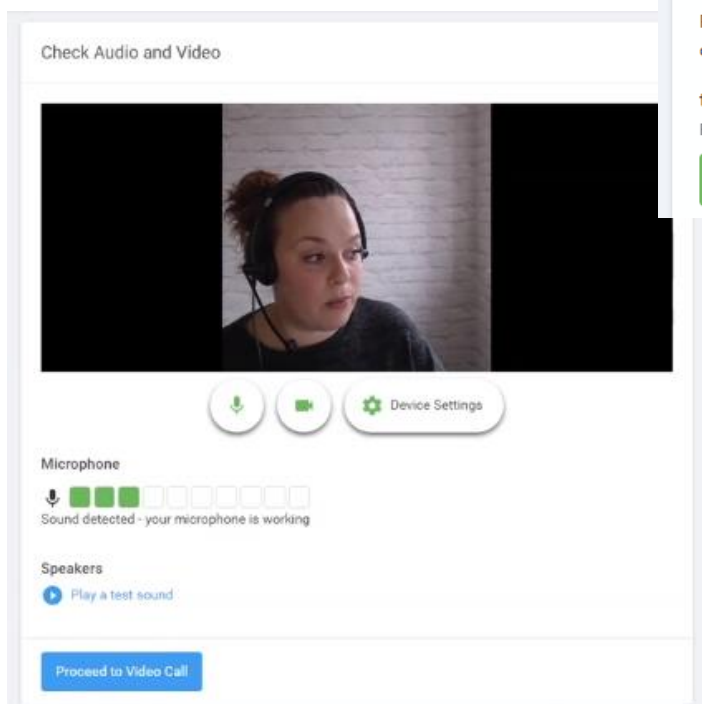 Check Audio and Video
Device Settings
Microphone
Sound detected - your microphone is working
Speakers
Play a test sound
Proceed to Video Call